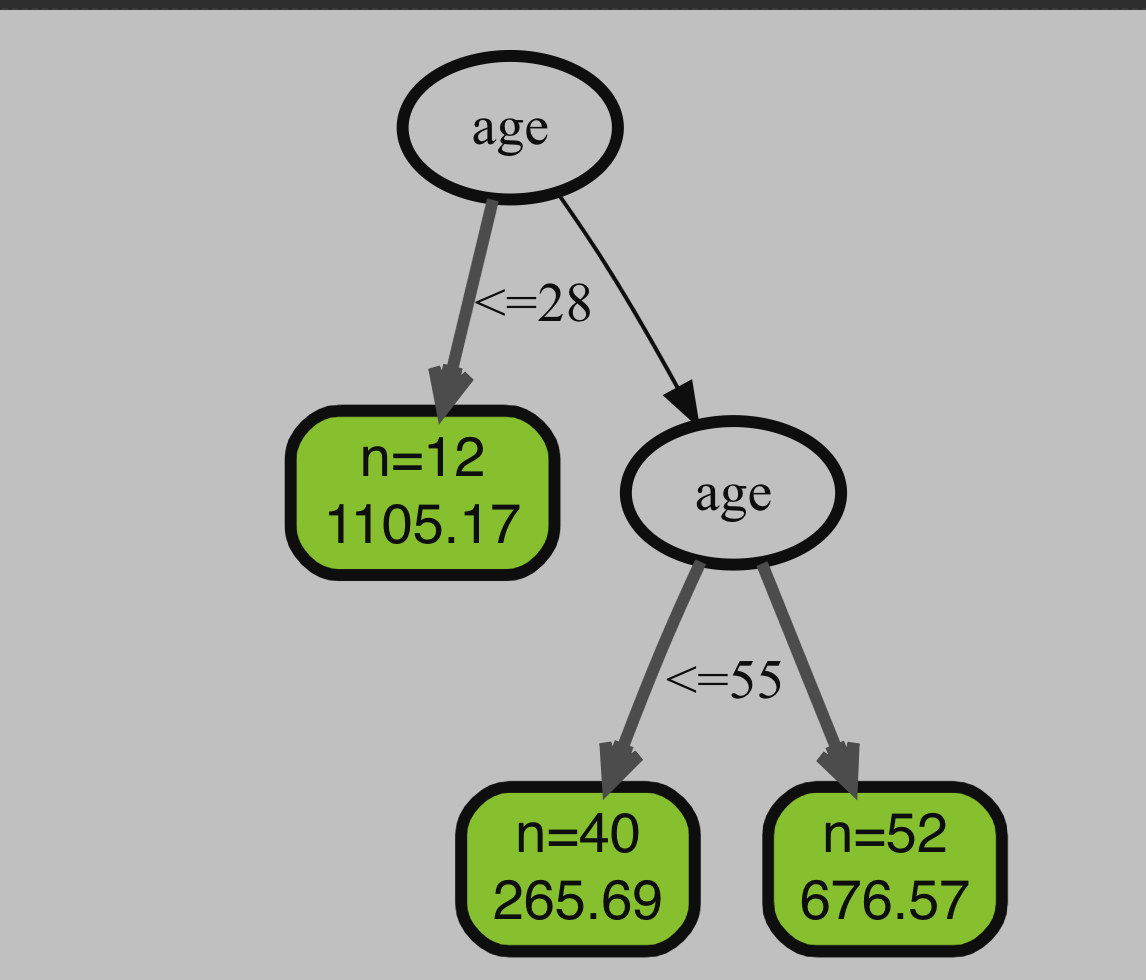 age
<=28
n=12
1105.17
age
<=55
n=40
265.69
n=52
676.57